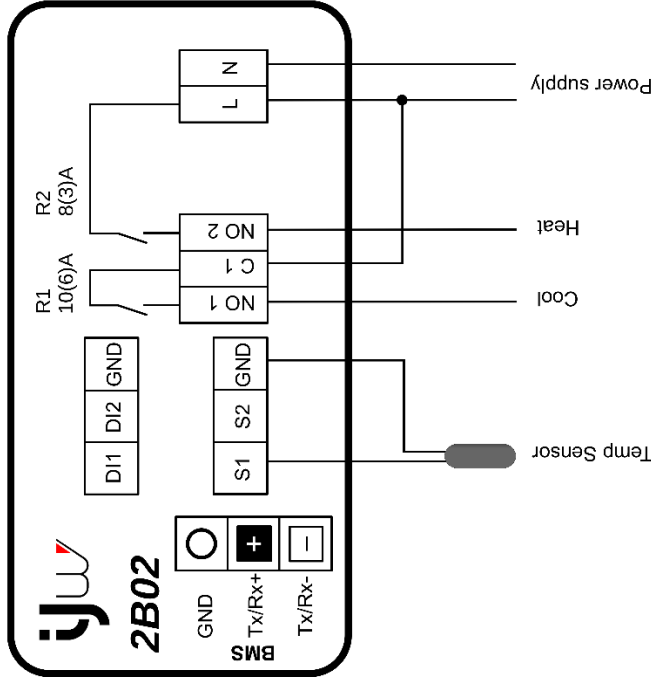 N
L
Power supply
R2
8(3)A
NO 2
Heat
C 1
R1
10(6)A
NO 1
Cool
DI1 DI2 GND
S1 S2 GND
Temp Sensor
2B02
GND
+
Tx/Rx+
−
Tx/Rx-
BMS